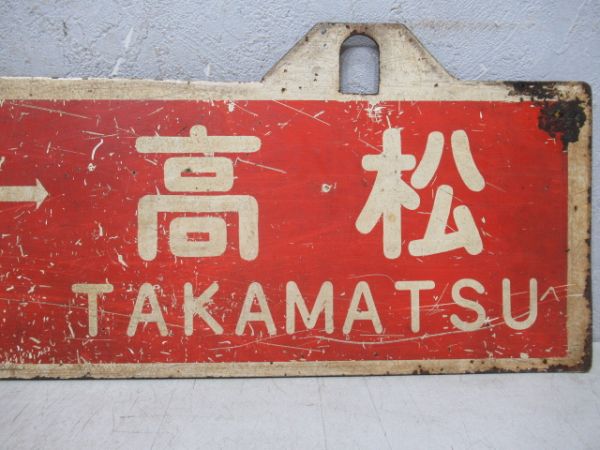 → 高松
TAKAMATSU